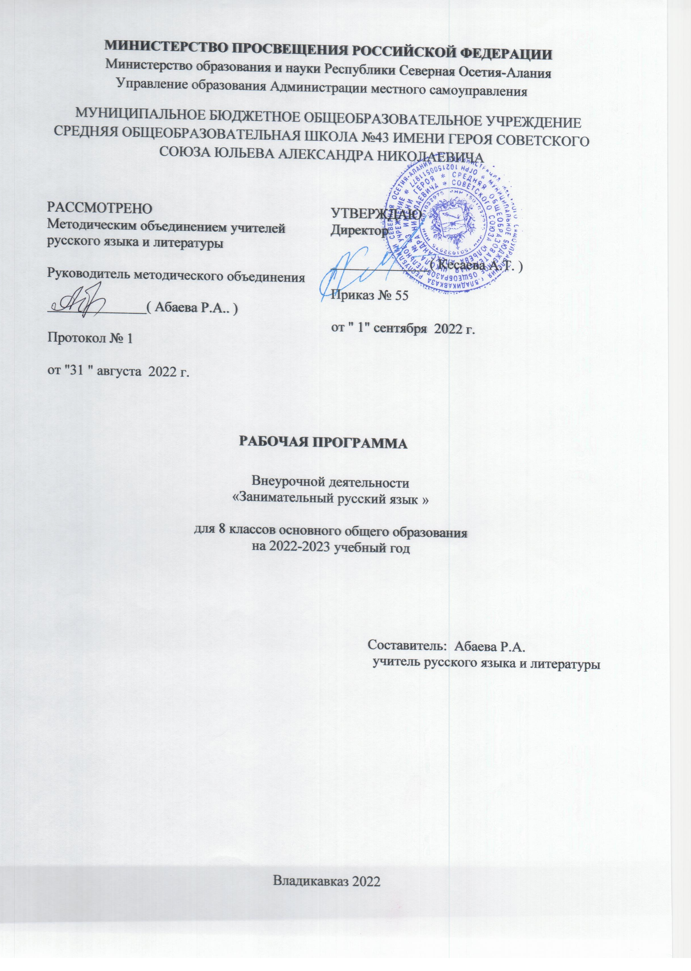 МИНИСТЕРСТВО ПРОСВЕЩЕНИЯ РОССИЙСКОЙ ФЕДЕРАЦИИ
Министерство образования и науки Республики Северная Осетия-Алания
Управление образования Администрации местного самоуправления
МУНИЦИПАЛЬНОЕ БЮДЖЕТНОЕ ОБЩЕОБРАЗОВАТЕЛЬНОЕ УЧРЕЖДЕНИЕ
СРЕДНЯЯ ОБЩЕОБРАЗОВАТЕЛЬНАЯ ШКОЛА №43 ИМЕНИ ГЕРОЯ СОВЕТСКОГО
СОЮЗА ЮЛЬЕВА АЛЕКСАНДРА НИКОЛАЕВИЧА
РАССМОТРЕНО
Методическим объединением учителей
русского языка и литературы
Руководитель методического объединения
______________( Абаева Р.А.. )
Протокол № 1
от "31 " августа 2022 г.
УТВЕРЖДАЮ
Директор
______________( Кесаева А.Т. )
Приказ № 55
от " 1" сентября 2022 г.
РАБОЧАЯ ПРОГРАММА
Внеурочной деятельности
«Занимательный русский язык »
для 8 классов основного общего образования
на 2022-2023 учебный год
Составитель: Абаева Р.А.
учитель русского языка и литературы
Владикавказ 2022